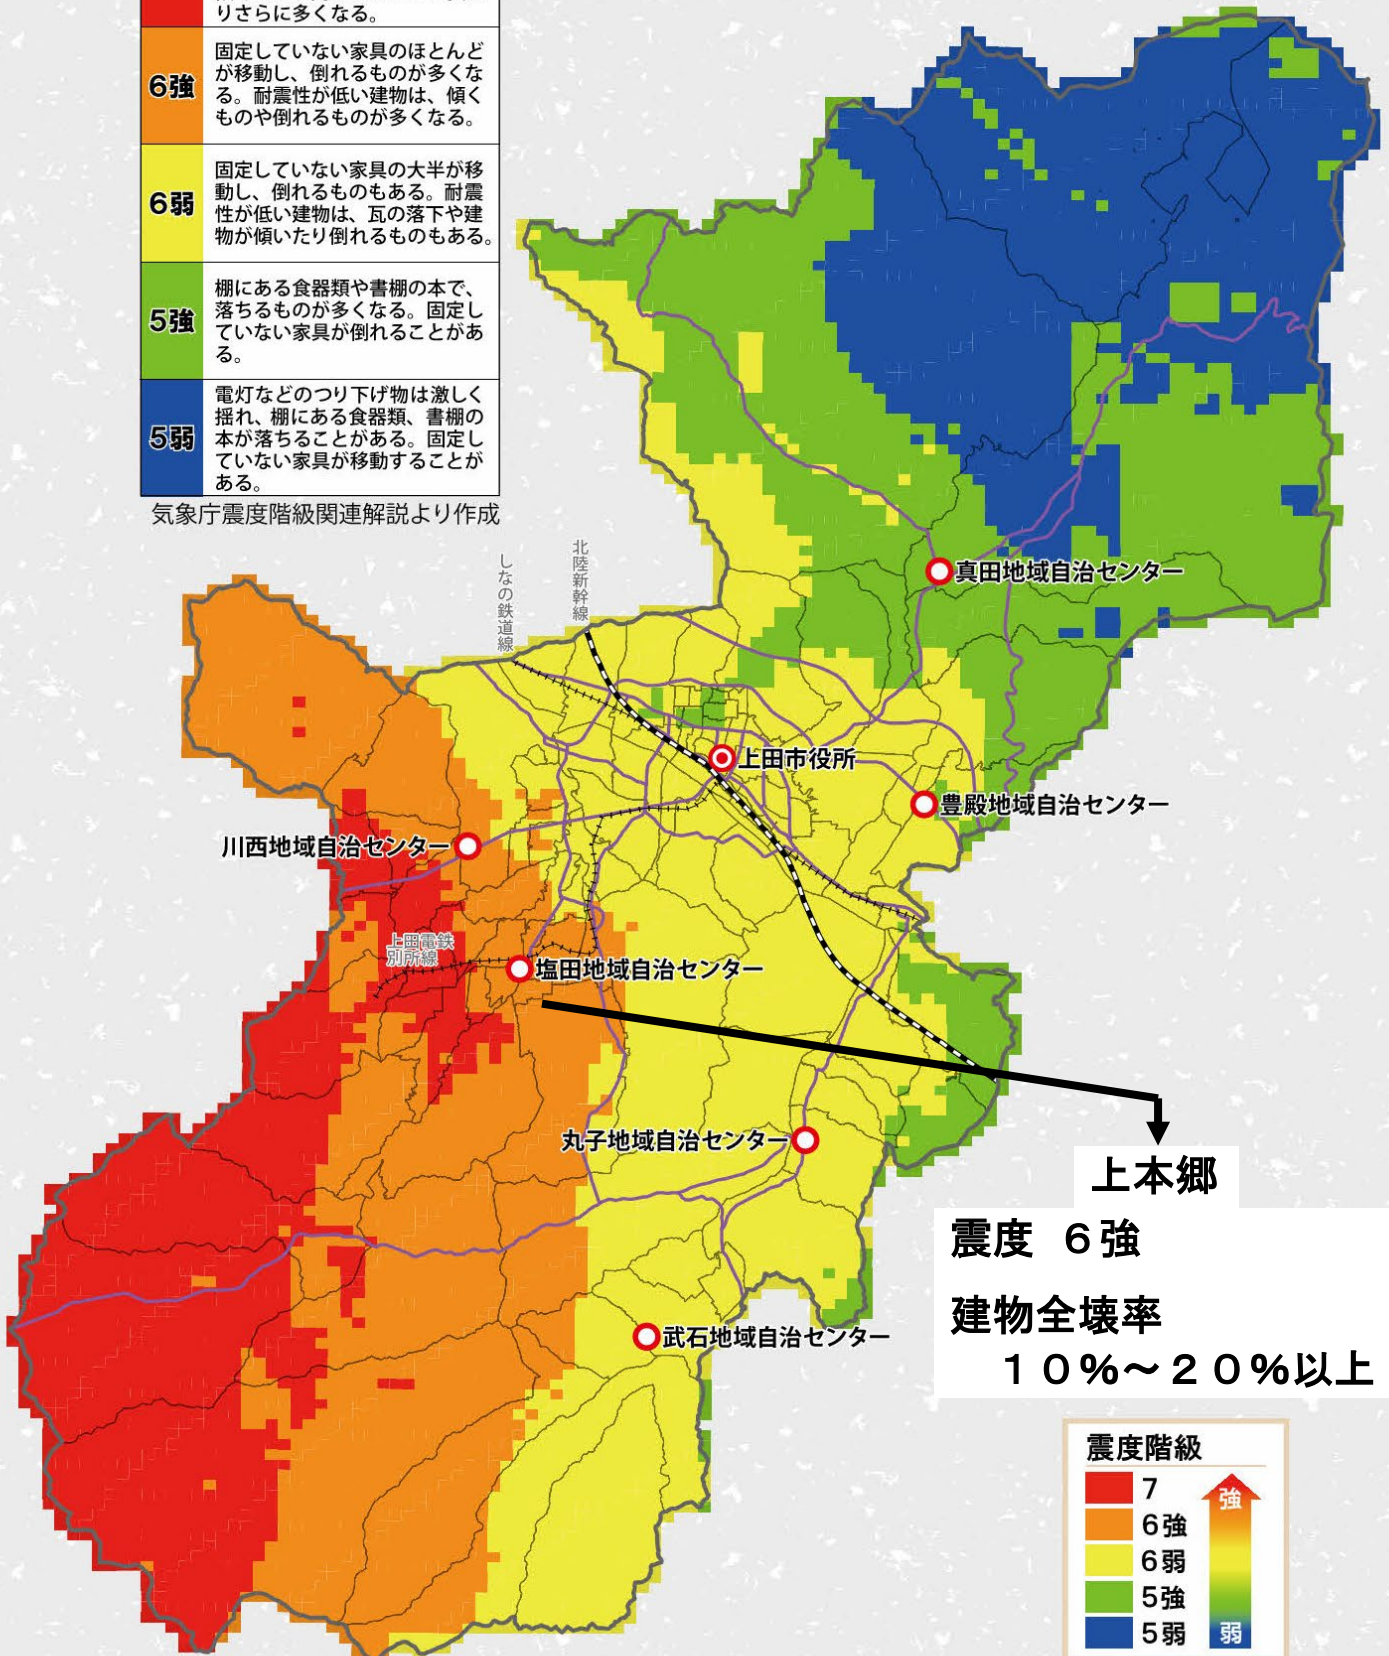 りさらに多くなる。
6強
固定していない家具のほとんど
が移動し、倒れるものが多くな
る。耐震性が低い建物は、傾く
ものや倒れるものが多くなる。
6弱
固定していない家具の大半が移
動し、倒れるものもある。耐震
性が低い建物は、瓦の落下や建
物が傾いたり倒れるものもある。
5強
棚にある食器類や書棚の本で、
落ちるものが多くなる。固定し
ていない家具が倒れることがあ
る。
5弱
電灯などのつり下げ物は激しく
揺れ、棚にある食器類、書棚の
本が落ちることがある。固定し
ていない家具が移動することが
ある。
気象庁震度階級関連解説より作成
しなの鉄道線
北陸新幹線
真田地域自治センター
上田市役所
豊殿地域自治センター
川西地域自治センター
上田電鉄
別所線
塩田地域自治センター
丸子地域自治センター
武石地域自治センター
上本郷
震度 6強
建物全壊率
10%～20%以上
震度階級
7
6強
6弱
5強
5弱
強
弱